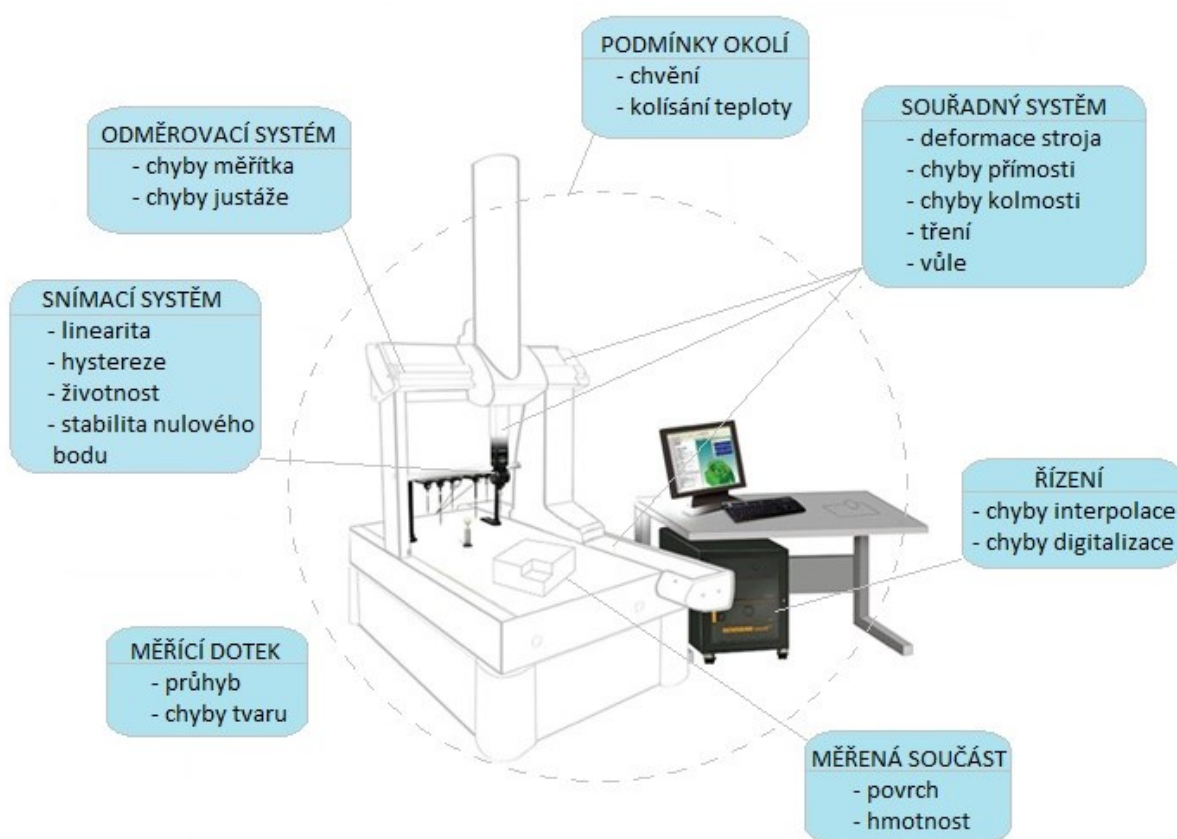 PODMÍNKY OKOLÍ
- chvění
- kolísání teploty
SOUŘADNÝ SYSTĚM
- deformace stroja
- chyby přímosti
- chyby kolmosti
- tření
- vůle
ODMĚROVACÍ SYSTÉM
- chyby měřítka
- chyby justáže
SNÍMACÍ SYSTĚM
- linearita
- hystereze
- životnost
- stabilita nulového
bodu
ŘÍZENÍ
- chyby interpolace
- chyby digitalizace
MĚŘÍCÍ DOTEK
- průhyb
- chyby tvaru
MĚŘENÁ SOUČÁST
- povrch
- hmotnost